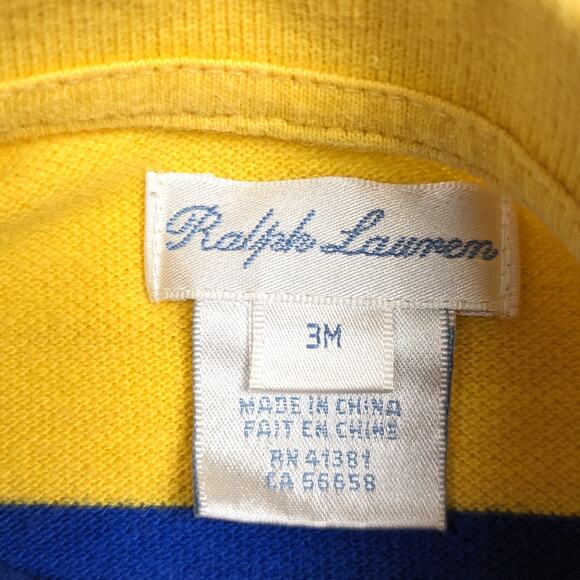 Ralph Lauren
3M
MADE IN CHINA
FAIT EN CHINE
RN 41381
CA 56658